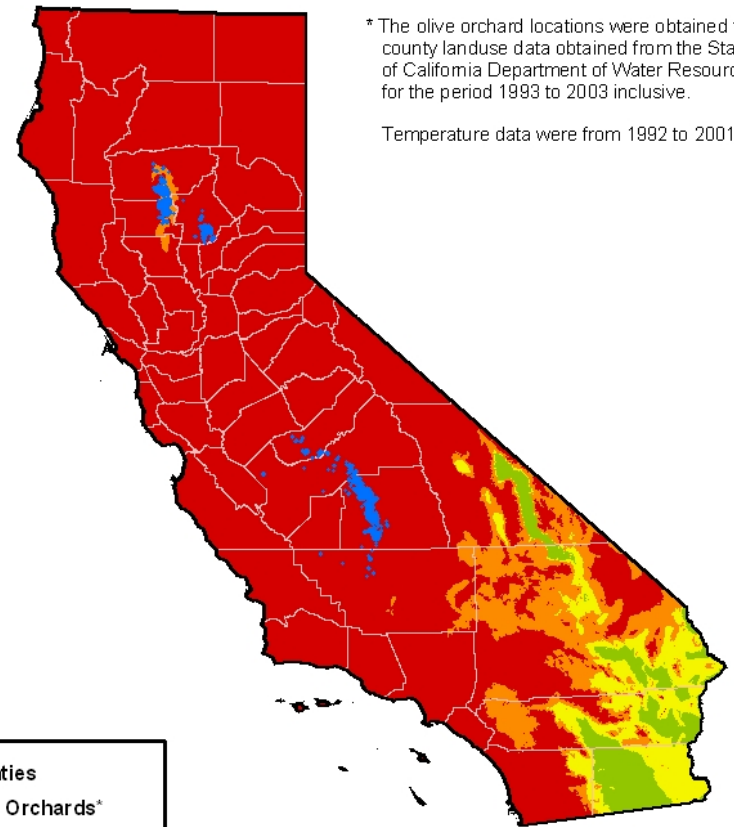 * The olive orchard locations were obtained
county landuse data obtained from the
of California Department of Water
for the period 1993 to 2003 inclusive.
Temperature data were from 1992 to 2001
Orchards*